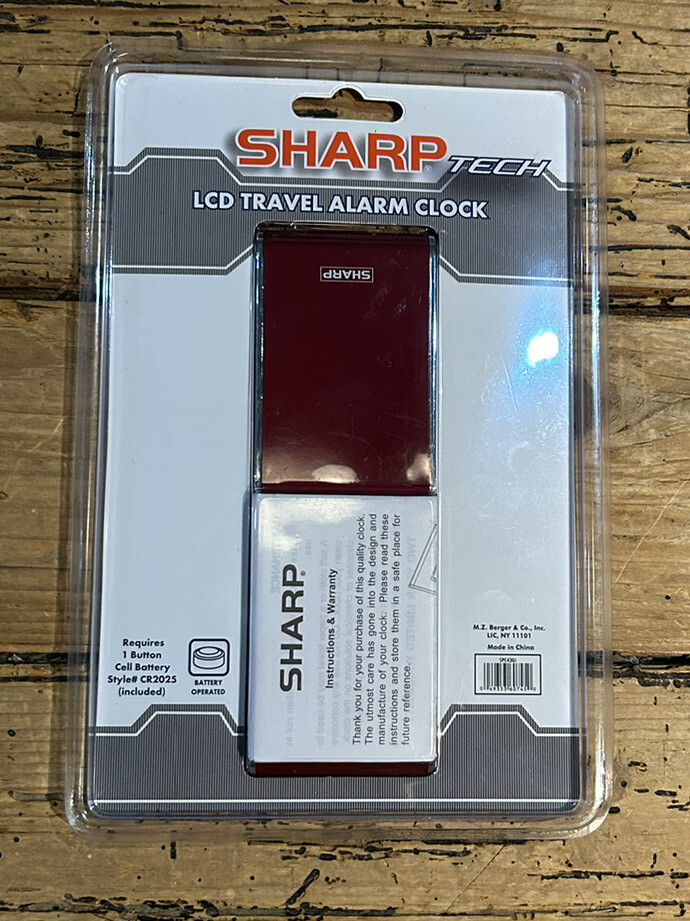 SHARP® TECH
LCD TRAVEL ALARM CLOCK
SHARP
SHARP®
Instructions & Warranty
Thank you for your purchase of this quality clock.
The utmost care has gone into the design and
manufacture of your clock. Please read these
instructions and store them in a safe place for
future reference.
Requires
1 Button
Cell Battery
Style# CR2025
(included)
BATTERY
OPERATED
M.Z. Berger & Co., Inc.
LIC, NY 11101
Made in China